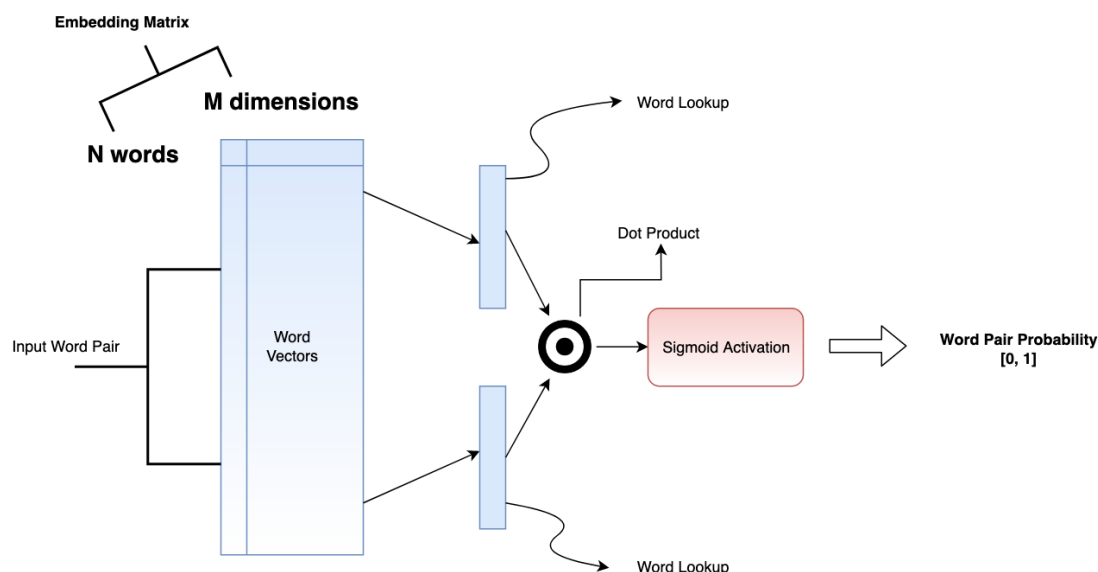 Embedding Matrix
M dimensions
N words
Word Lookup
Dot Product
Input Word Pair
Word
Vectors
Sigmoid Activation
Word Pair Probability
[0, 1]
Word Lookup